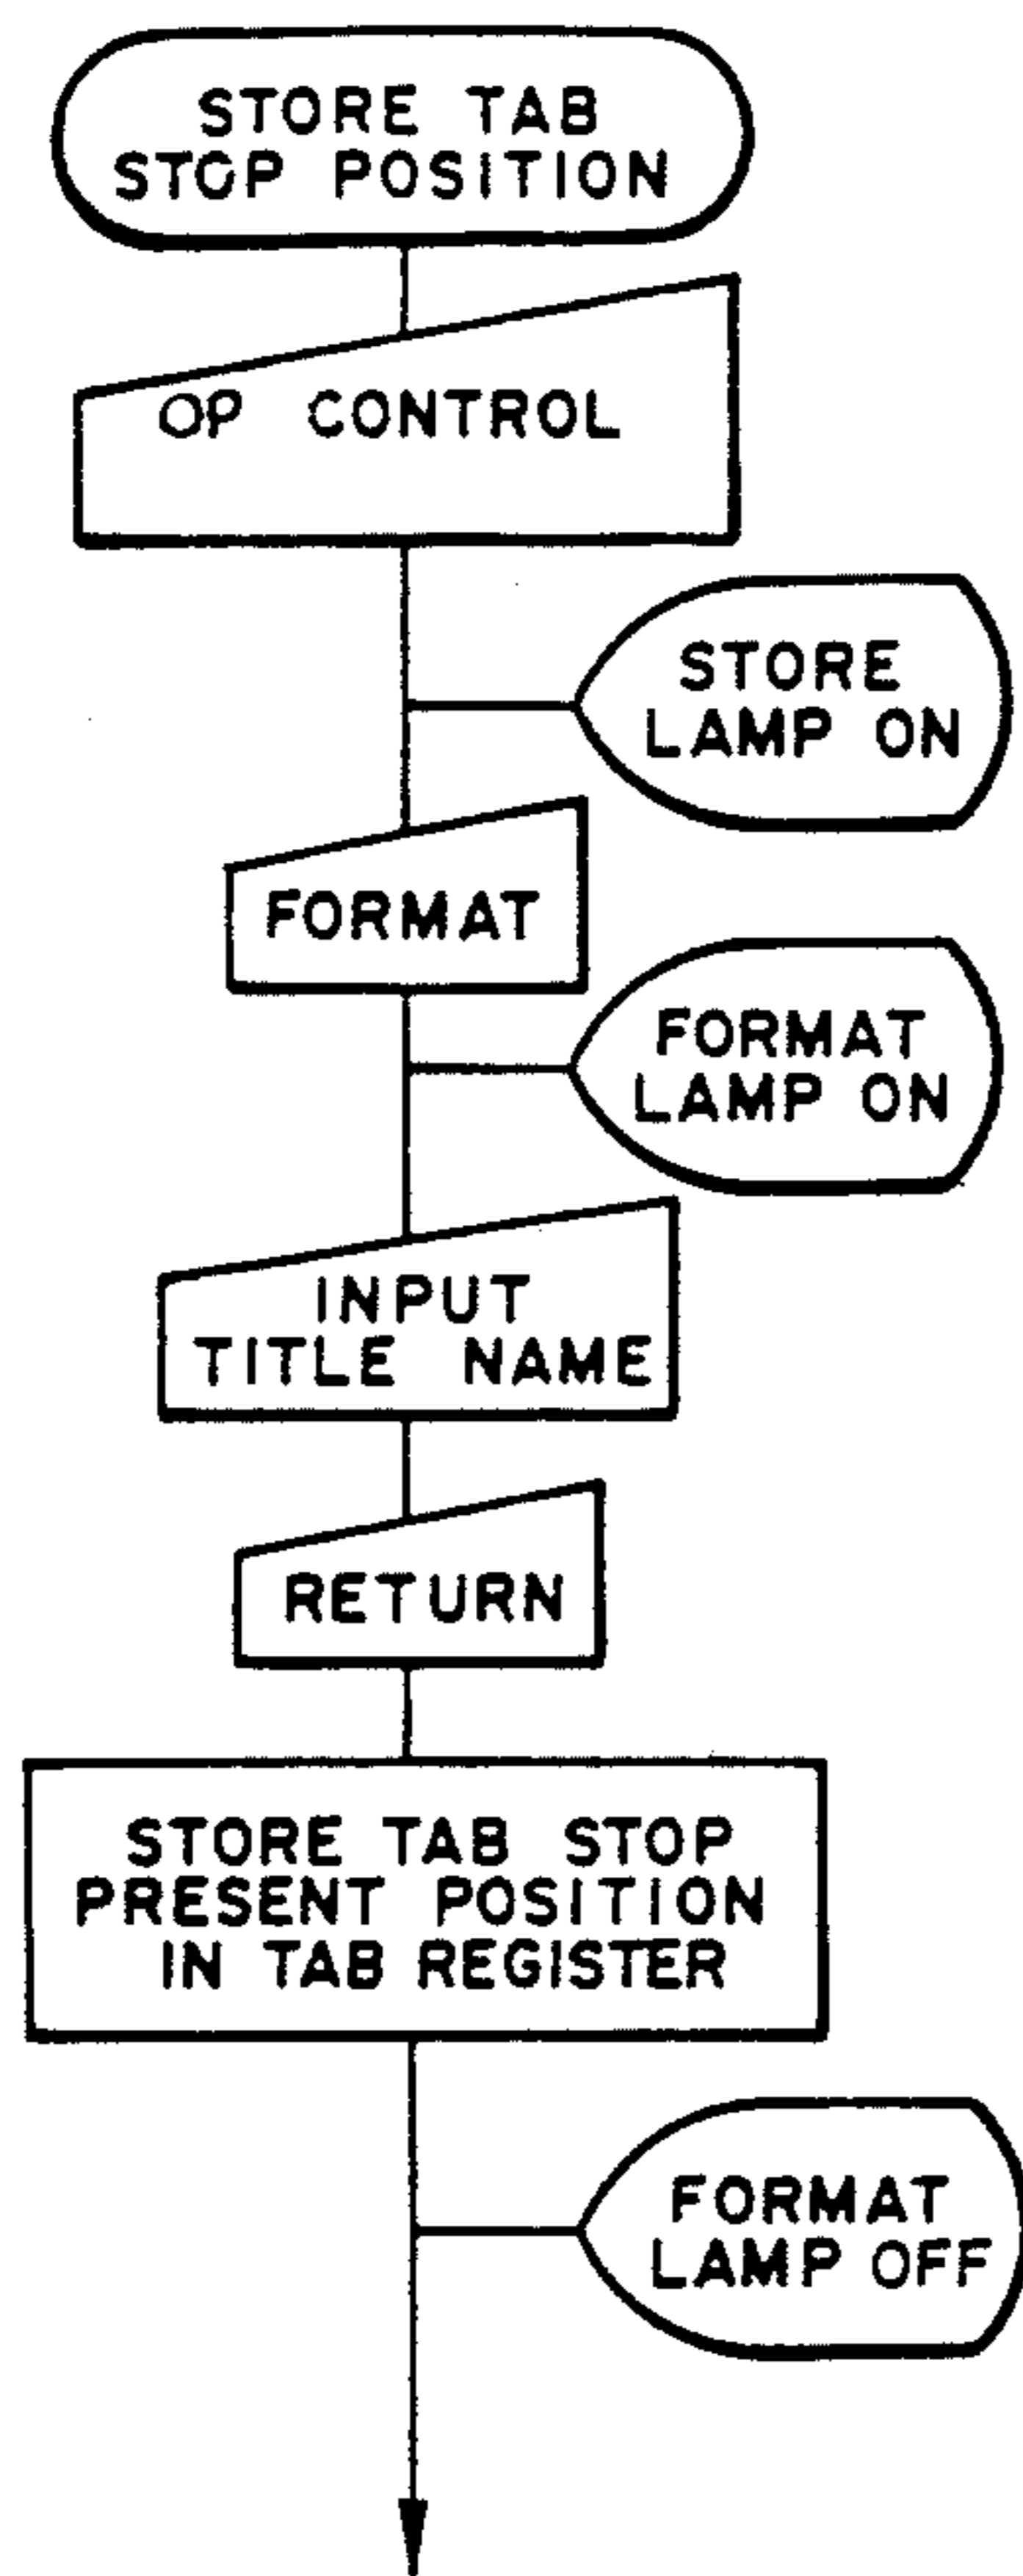 STORE TAB
STOP POSITION
OP CONTROL
STORE
LAMP ON
FORMAT
FORMAT
LAMP ON
INPUT
TITLE NAME
RETURN
STORE TAB STOP
PRESENT POSITION
IN TAB REGISTER
FORMAT
LAMP OFF